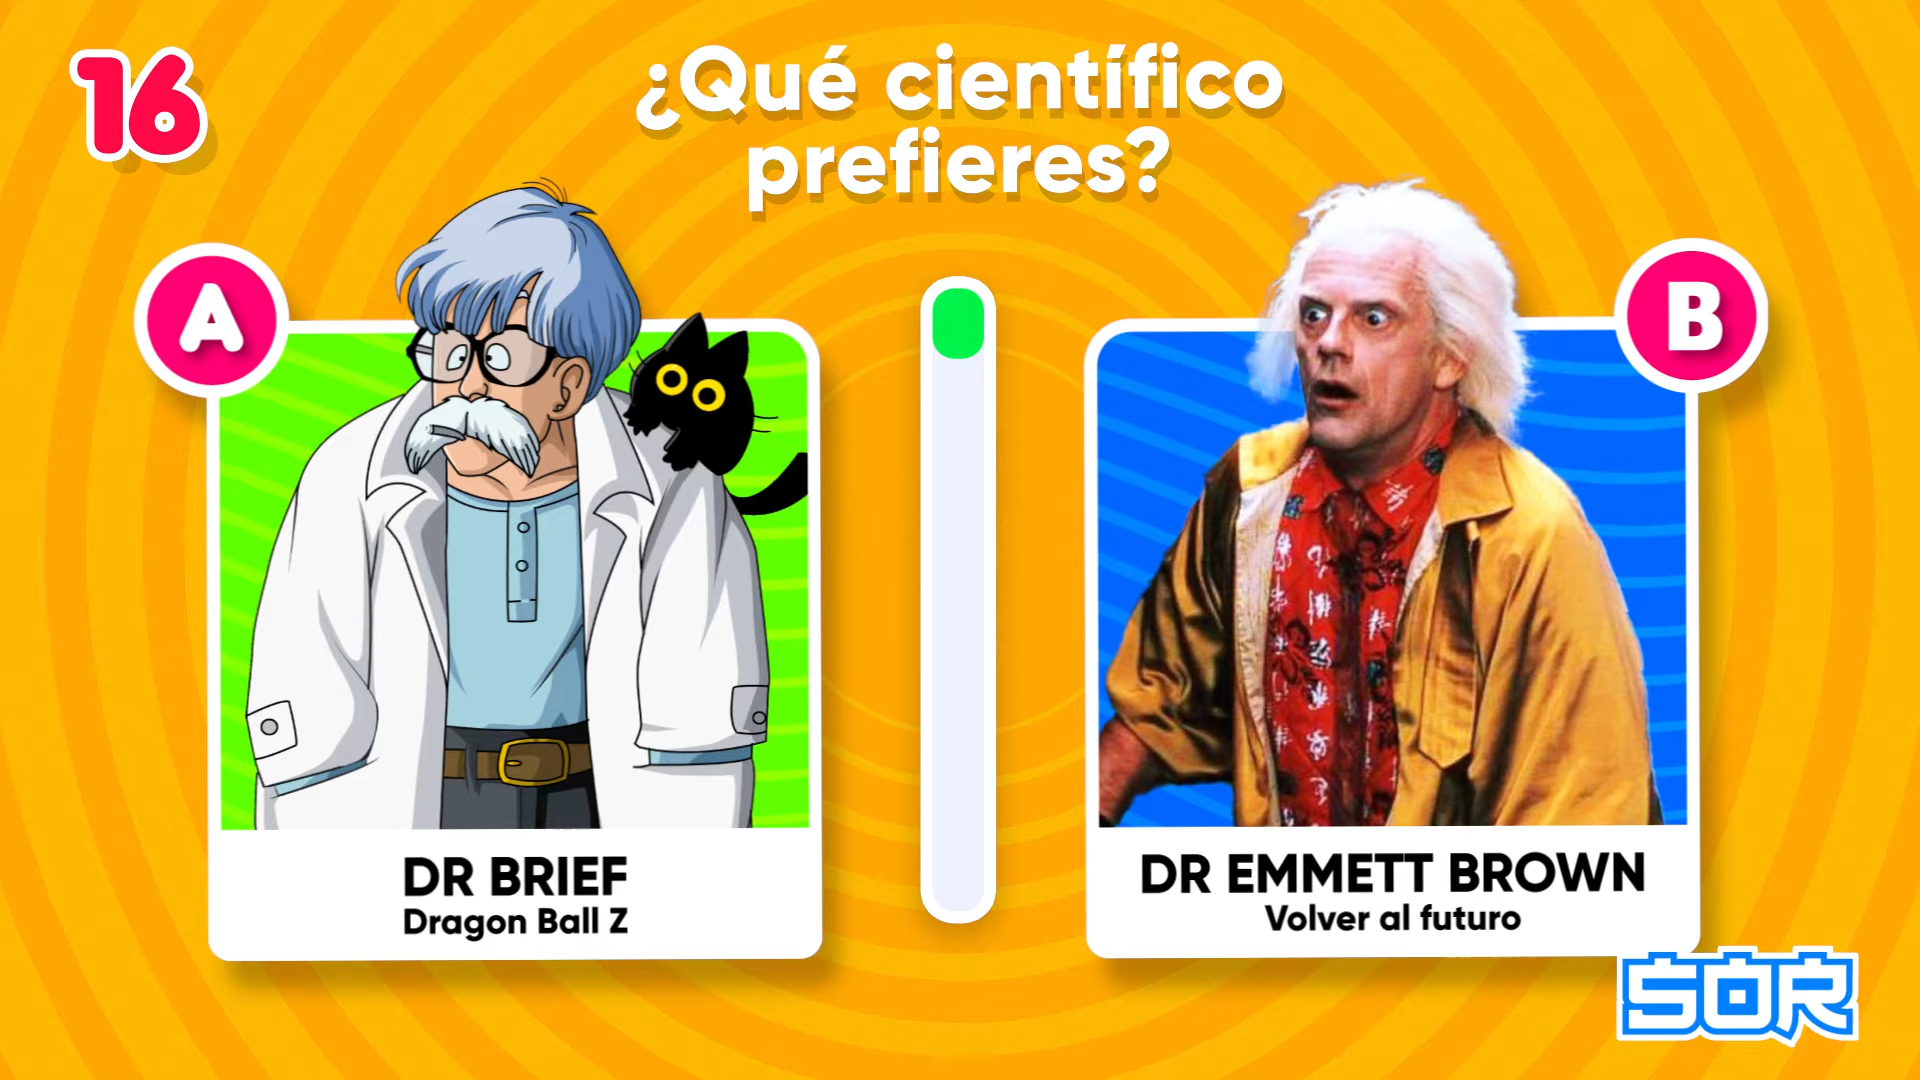 16
¿Qué científico
prefieres?
A
B
DR BRIEF
Dragon Ball Z
DR EMMETT BROWN
Volver al futuro
SOR